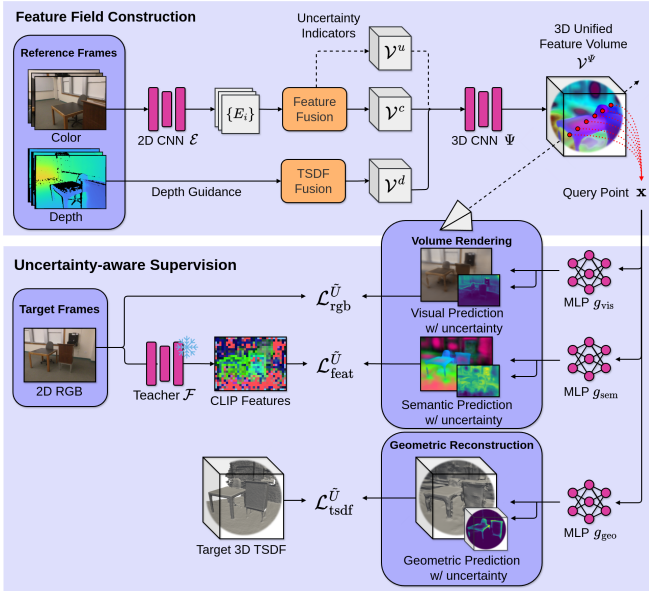 Feature Field Construction
Reference Frames
Color
Depth
2D CNN ℰ
{E_i}
Feature
Fusion
Uncertainty
Indicators
𝒱^u
𝒱^c
𝒱^d
Depth Guidance
TSDF
Fusion
3D CNN Ψ
3D Unified
Feature Volume
𝒱^Ψ
Query Point x
Uncertainty-aware Supervision
Target Frames
2D RGB
Teacher ℱ
CLIP Features
ℒ^Ũ_rgb
ℒ^Ũ_feat
ℒ^Ũ_tsdf
Target 3D TSDF
Volume Rendering
Visual Prediction
w/ uncertainty
Semantic Prediction
w/ uncertainty
Geometric Reconstruction
Geometric Prediction
w/ uncertainty
MLP g_vis
MLP g_sem
MLP g_geo